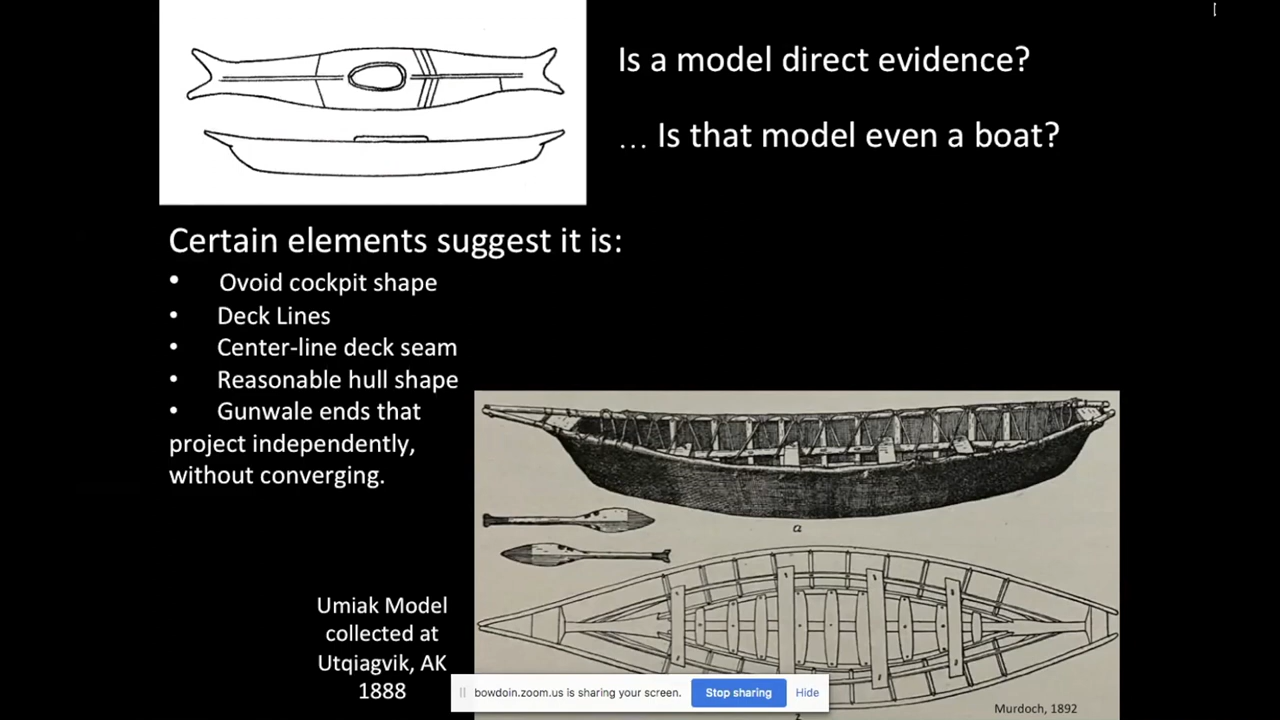 Is a model direct evidence?
... Is that model even a boat?
Certain elements suggest it is:
• Ovoid cockpit shape
• Deck Lines
• Center-line deck seam
• Reasonable hull shape
• Gunwale ends that
project independently,
without converging.
a
Umiak Model
collected at
Utqiagvik, AK
1888
bowdoin.zoom.us is sharing your screen.
Stop sharing
Hide
Murdoch, 1892